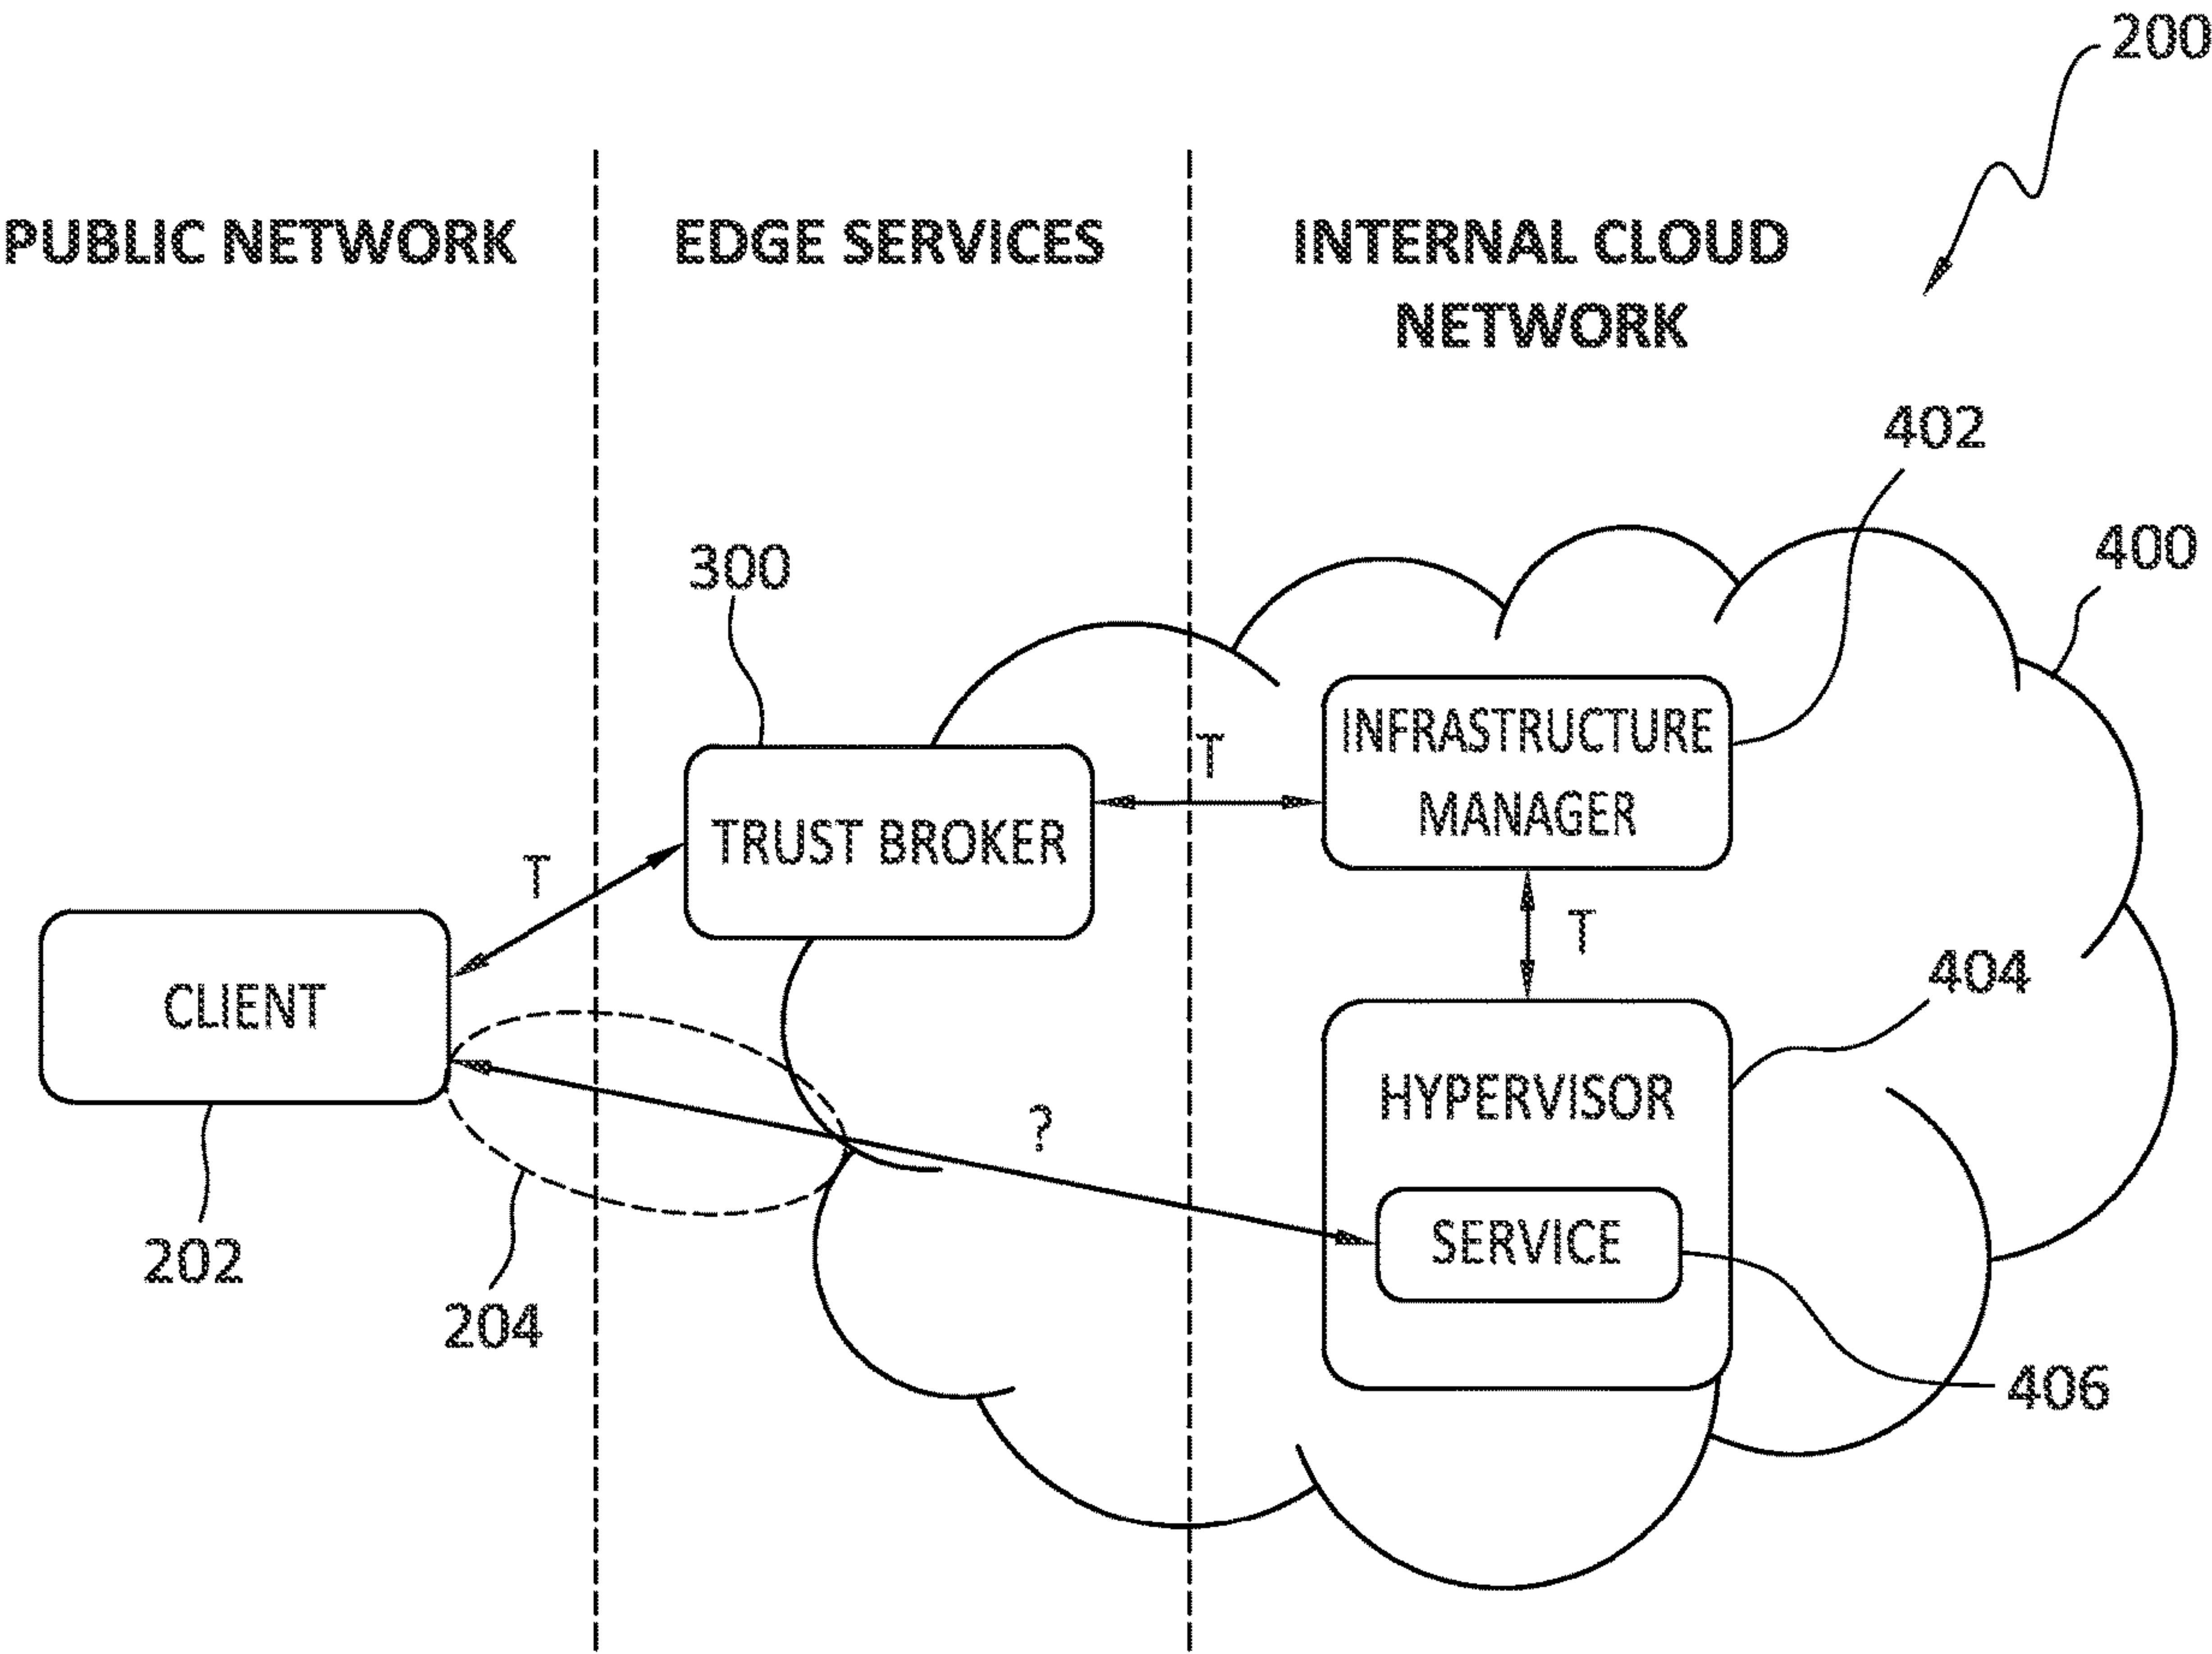 200
PUBLIC NETWORK
EDGE SERVICES
INTERNAL CLOUD
NETWORK
402
400
300
INFRASTRUCTURE
MANAGER
T
TRUST BROKER
T
T
404
CLIENT
HYPERVISOR
?
SERVICE
202
204
406